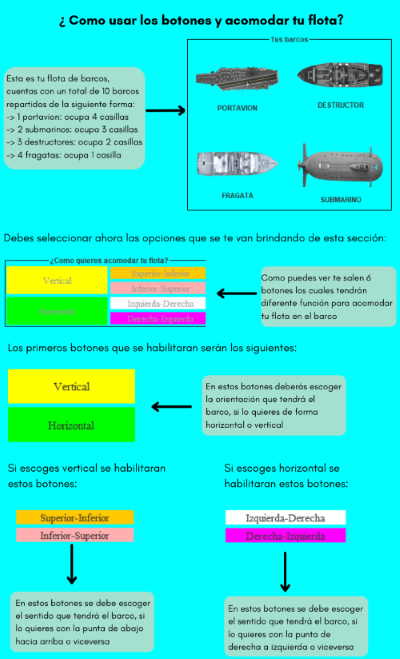 ¿ Como usar los botones y acomodar tu flota?
Tus barcos
Esta es tu flota de barcos,
cuentas con un total de 10 barcos
repartidos de la siguiente forma:
-> 1 portavion: ocupa 4 casillas
-> 2 submarinos: ocupa 3 casillas
-> 3 destructores: ocupa 2 casillas
-> 4 fragatas: ocupa 1 casilla
PORTAVION
DESTRUCTOR
FRAGATA
SUBMARINO
Debes seleccionar ahora las opciones que se te van brindando de esta sección:
¿Como quieres acomodar tu flota?
Vertical
Horizontal
Superior-Inferior
Inferior-Superior
Izquierda-Derecha
Derecha-Izquierda
Como puedes ver te salen 6
botones los cuales tendrán
diferente función para acomodar
tu flota en el barco
Los primeros botones que se habilitaran serán los siguientes:
Vertical
Horizontal
En estos botones deberás escoger
la orientación que tendrá el
barco, si lo quieres de forma
horizontal o vertical
Si escoges vertical se habilitaran
estos botones:
Superior-Inferior
Inferior-Superior
En estos botones se debe escoger
el sentido que tendrá el barco, si
lo quieres con la punta de abajo
hacia arriba o viceversa
Si escoges horizontal se
habilitaran estos botones:
Izquierda-Derecha
Derecha-Izquierda
En estos botones se debe escoger
el sentido que tendrá el barco, si
lo quieres con la punta de
derecha a izquierda o viceversa